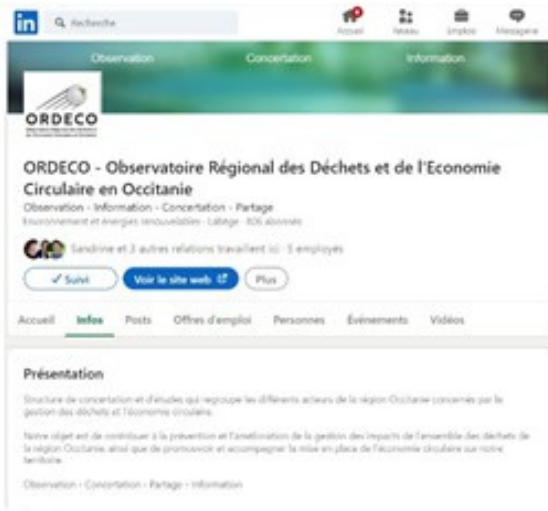 in
Recherche
Accueil Réseau Emplois Messagerie
Observation Concertation Information
ORDECO
ORDECO - Observatoire Régional des Déchets et de l'Economie
Circulaire en Occitanie
Observation - Information - Concertation - Partage
Environnement et énergies renouvelables - Labège - 806 abonnés
Sandrine et 3 autres relations travaillent ici - 5 employés
✓ Suivi Voir le site web Plus
Accueil Infos Posts Offres d'emploi Personnes Événements Vidéos
Présentation
Structure de concertation et d'études qui regroupe les différents acteurs de la région Occitanie concernés par la
gestion des déchets et l'économie circulaire.
Notre objet est de contribuer à la prévention et l'amélioration de la gestion des impacts de l'ensemble des déchets de
la région Occitanie, ainsi que de promouvoir et accompagner la mise en place de l'économie circulaire sur notre
territoire.
Observation - Concertation - Partage - Information